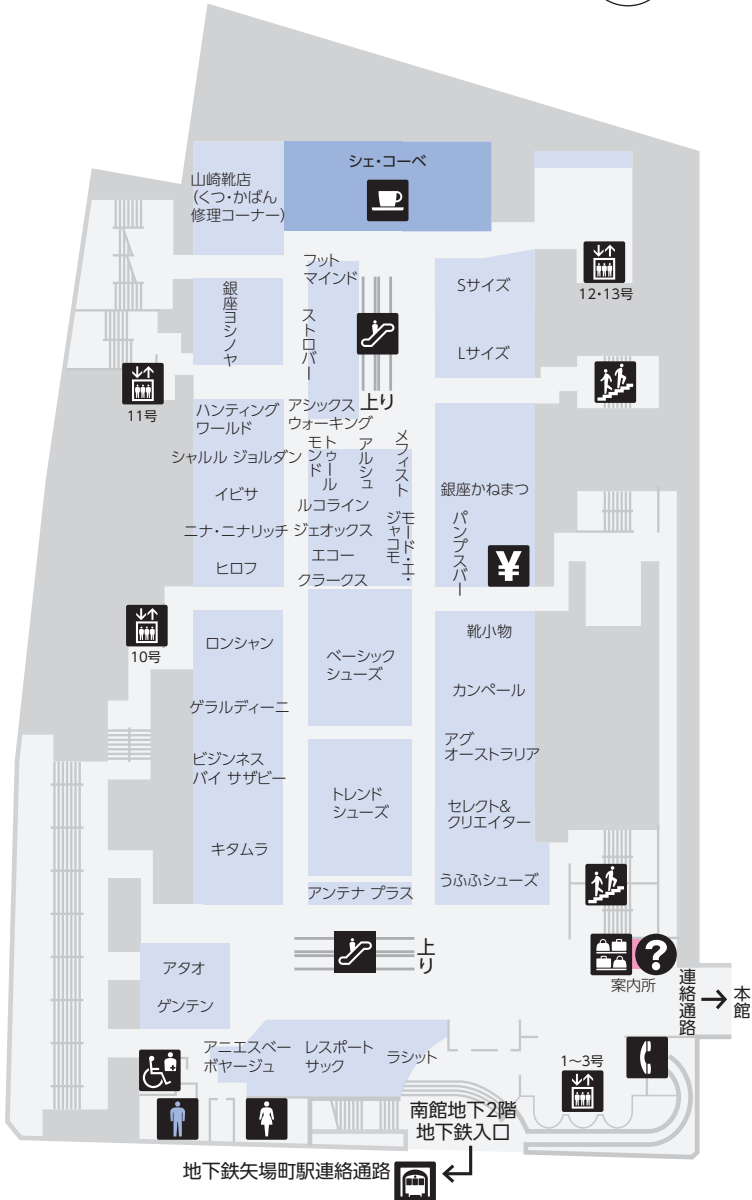 シェ・コーベ
山崎靴店
(くつ・かばん
修理コーナー)
フット
マインド
銀座ヨシノヤ
ストロバー
Sサイズ
Lサイズ
12・13号
11号
上り
ハンティング
ワールド
アシックス
ウォーキング
シャルル ジョルダン
トゥール
モンド
アルシュ
メフィスト
イビサ
ルコライン
銀座かねまつ
ニナ・ニナリッチ
ジェオックス
モード・エ・
ジャコモ
パンプスバー
¥
エコー
ヒロフ
クラークス
10号
ロンシャン
ベーシック
シューズ
靴小物
ゲラルディーニ
カンペール
ビジンネス
バイ サザビー
アグ
オーストラリア
トレンド
シューズ
セレクト&
クリエイター
キタムラ
アンテナ プラス
うふふシューズ
上り
アタオ
ゲンテン
?
案内所
連絡通路
→
本館
アニエスベー
ボヤージュ
レスポート
サック
ラシット
1〜3号
南館地下2階
地下鉄入口
地下鉄矢場町駅連絡通路